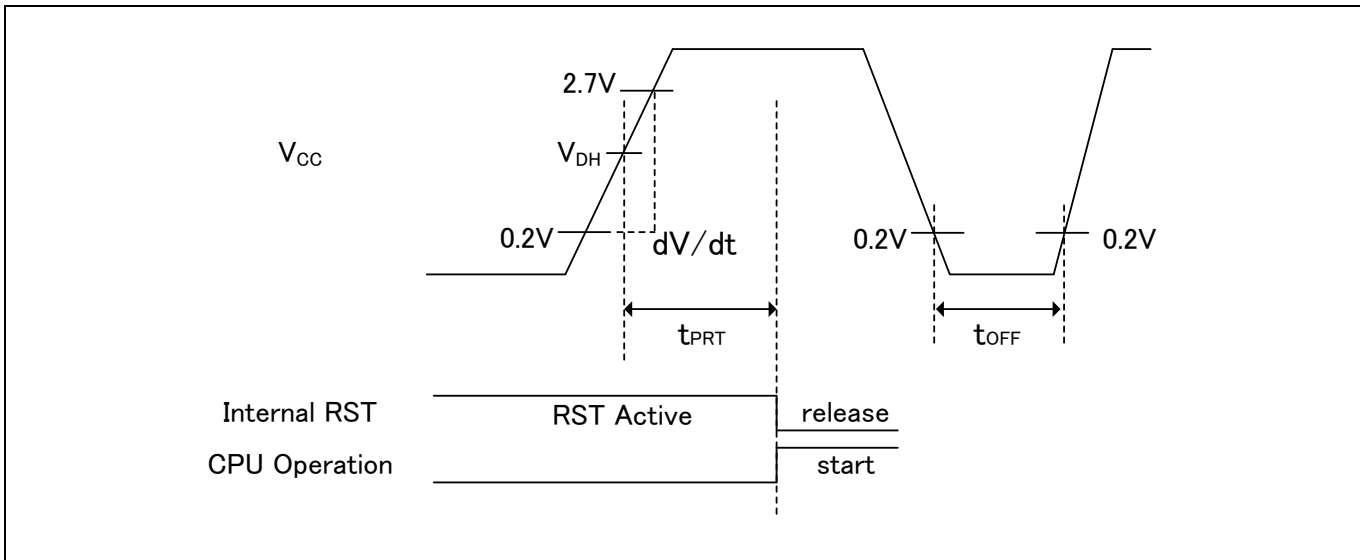 2.7V
VCC
VDH
0.2V
dV/dt
0.2V
0.2V
tPRT
tOFF
Internal RST
RST Active
release
CPU Operation
start